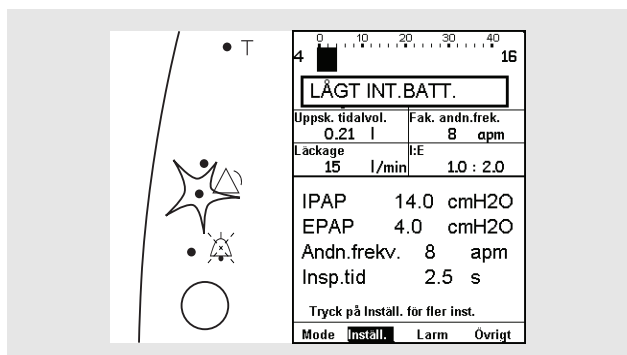 T
0 10 20 30 40
4 16
LÅGT INT.BATT.
Uppsk. tidalvol. Fak. andn.frek.
0.21 l 8 apm
Läckage I:E
15 l/min 1.0 : 2.0
IPAP 14.0 cmH2O
EPAP 4.0 cmH2O
Andn.frekv. 8 apm
Insp.tid 2.5 s
Tryck på Inställ. för fler inst.
Mode Inställ. Larm Övrigt